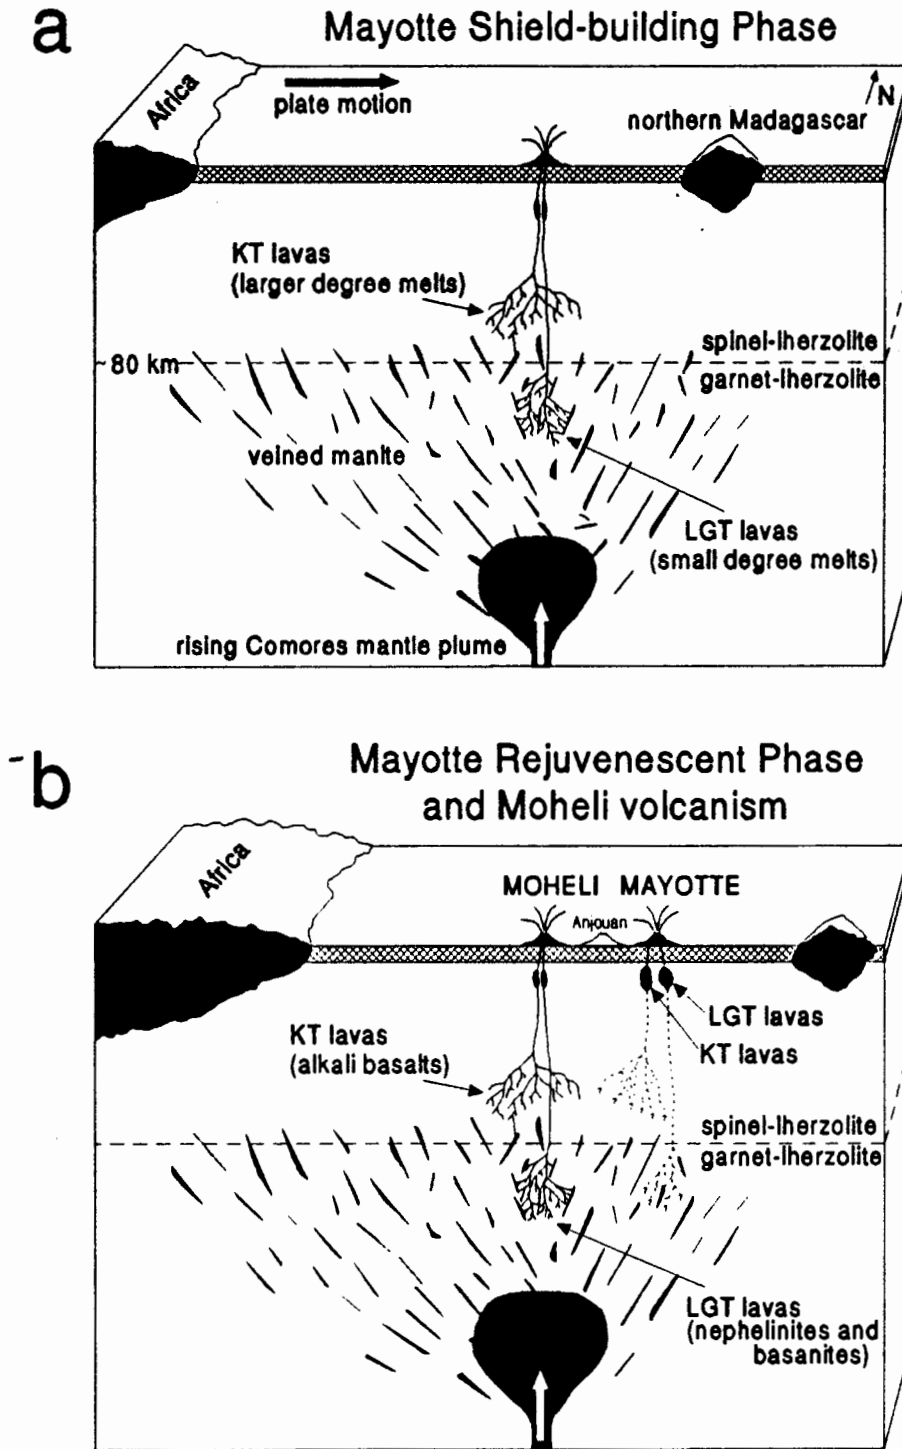 a
Mayotte Shield-building Phase
Africa
plate motion
N
northern Madagascar
KT lavas
(larger degree melts)
80 km
spinel-lherzolite
garnet-lherzolite
veined mantle
LGT lavas
(small degree melts)
rising Comores mantle plume
b
Mayotte Rejuvenescent Phase
and Moheli volcanism
Africa
MOHELI MAYOTTE
Anjouan
LGT lavas
KT lavas
KT lavas
(alkali basalts)
spinel-lherzolite
garnet-lherzolite
LGT lavas
(nephelinites and
basanites)